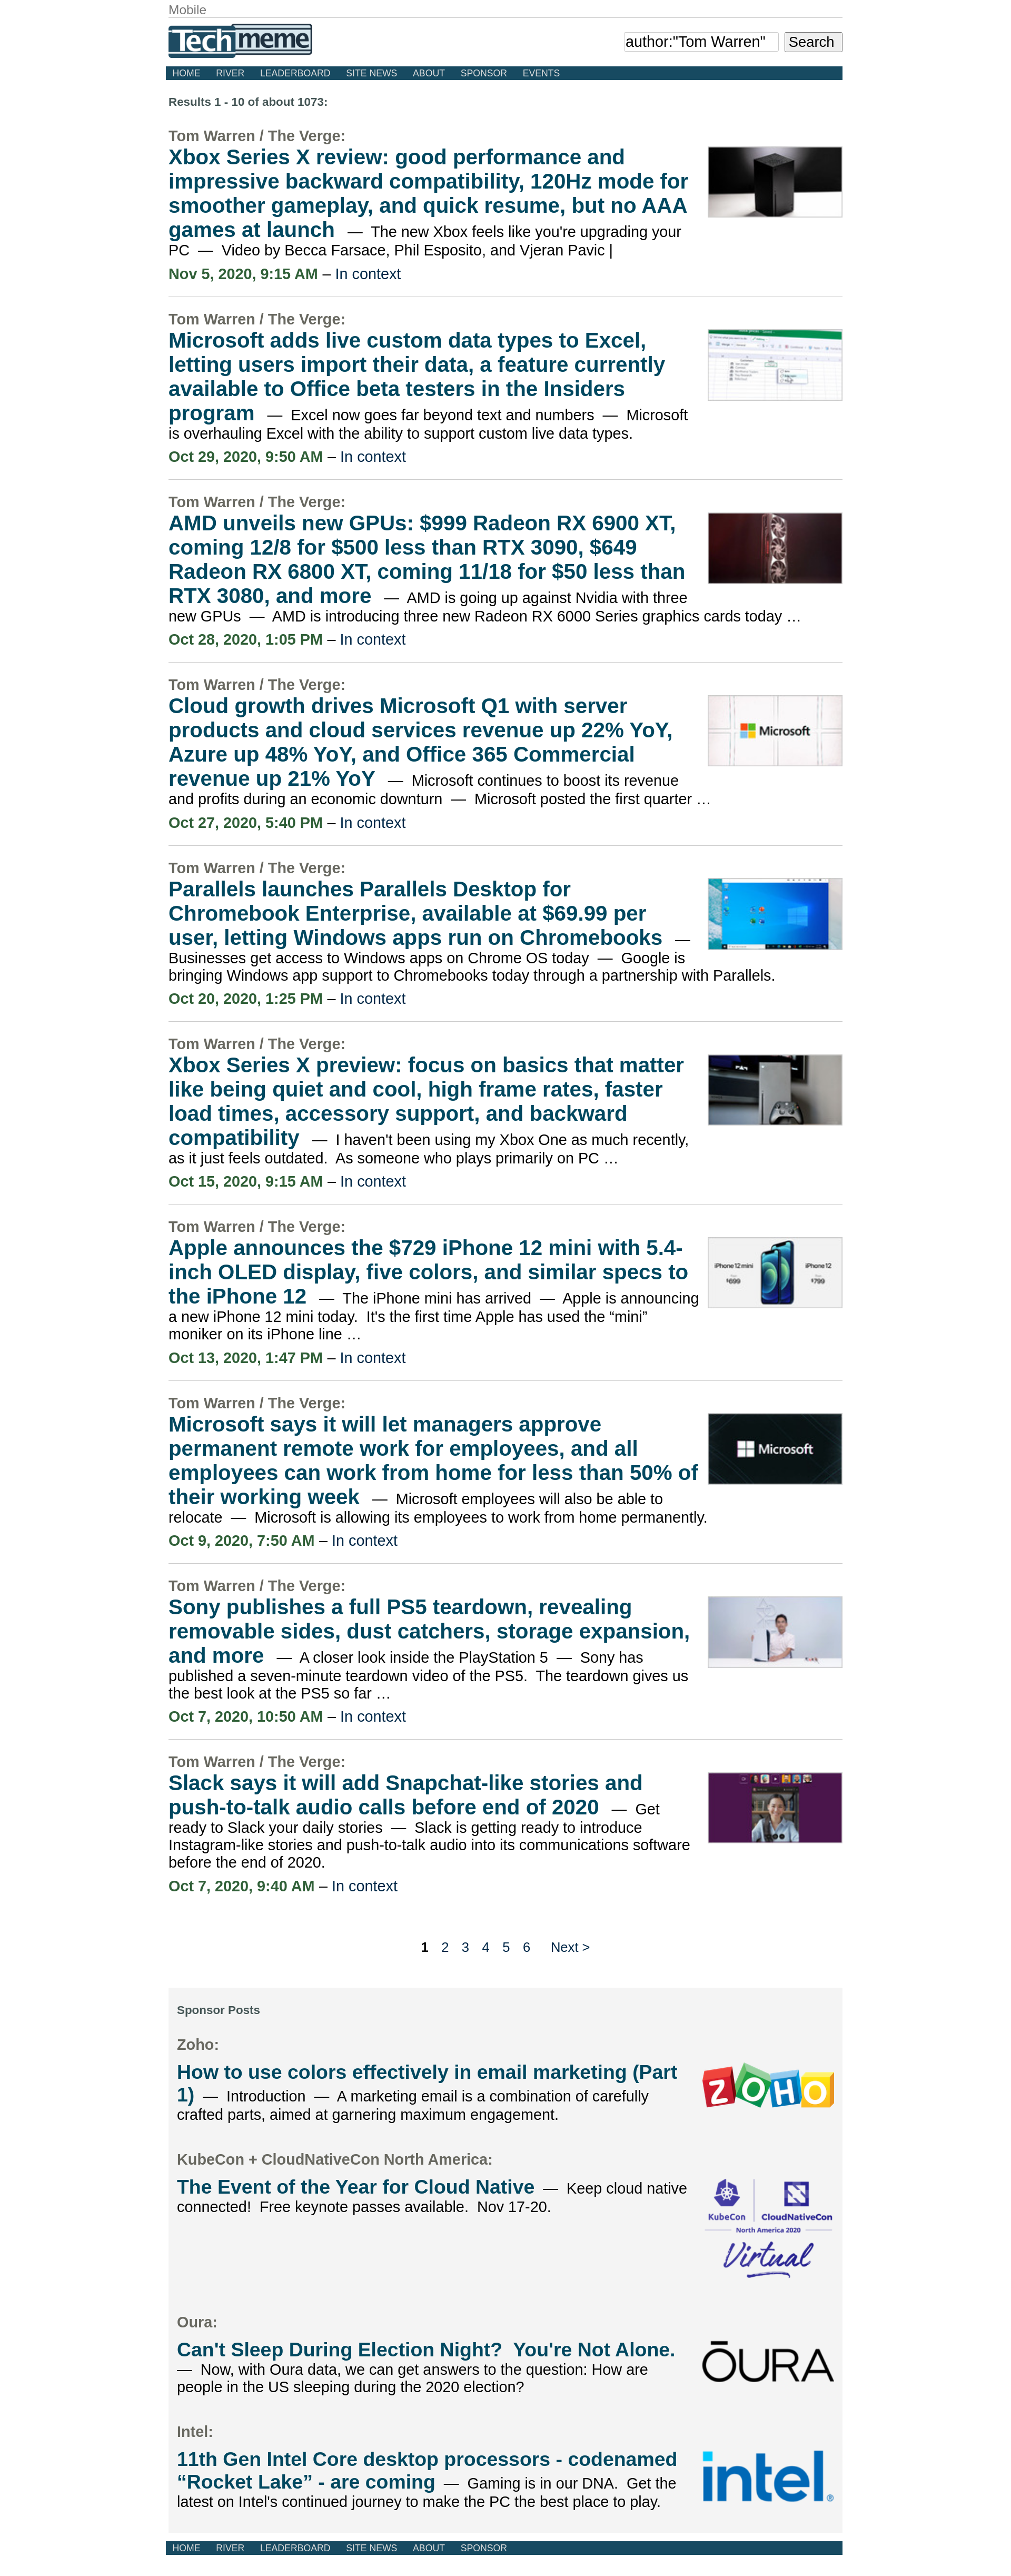 Mobile
Techmeme
author:"Tom Warren"
Search
HOME RIVER LEADERBOARD SITE NEWS ABOUT SPONSOR EVENTS
Results 1 - 10 of about 1073:
Tom Warren / The Verge:
Xbox Series X review: good performance and
impressive backward compatibility, 120Hz mode for
smoother gameplay, and quick resume, but no AAA
games at launch — The new Xbox feels like you're upgrading your
PC — Video by Becca Farsace, Phil Esposito, and Vjeran Pavic |
Nov 5, 2020, 9:15 AM – In context
Tom Warren / The Verge:
Microsoft adds live custom data types to Excel,
letting users import their data, a feature currently
available to Office beta testers in the Insiders
program — Excel now goes far beyond text and numbers — Microsoft
is overhauling Excel with the ability to support custom live data types.
Oct 29, 2020, 9:50 AM – In context
Tom Warren / The Verge:
AMD unveils new GPUs: $999 Radeon RX 6900 XT,
coming 12/8 for $500 less than RTX 3090, $649
Radeon RX 6800 XT, coming 11/18 for $50 less than
RTX 3080, and more — AMD is going up against Nvidia with three
new GPUs — AMD is introducing three new Radeon RX 6000 Series graphics cards today …
Oct 28, 2020, 1:05 PM – In context
Tom Warren / The Verge:
Cloud growth drives Microsoft Q1 with server
products and cloud services revenue up 22% YoY,
Azure up 48% YoY, and Office 365 Commercial
revenue up 21% YoY — Microsoft continues to boost its revenue
and profits during an economic downturn — Microsoft posted the first quarter …
Microsoft
Oct 27, 2020, 5:40 PM – In context
Tom Warren / The Verge:
Parallels launches Parallels Desktop for
Chromebook Enterprise, available at $69.99 per
user, letting Windows apps run on Chromebooks —
Businesses get access to Windows apps on Chrome OS today — Google is
bringing Windows app support to Chromebooks today through a partnership with Parallels.
Oct 20, 2020, 1:25 PM – In context
Tom Warren / The Verge:
Xbox Series X preview: focus on basics that matter
like being quiet and cool, high frame rates, faster
load times, accessory support, and backward
compatibility — I haven't been using my Xbox One as much recently,
as it just feels outdated. As someone who plays primarily on PC …
Oct 15, 2020, 9:15 AM – In context
Tom Warren / The Verge:
Apple announces the $729 iPhone 12 mini with 5.4-
inch OLED display, five colors, and similar specs to
the iPhone 12 — The iPhone mini has arrived — Apple is announcing
a new iPhone 12 mini today. It's the first time Apple has used the “mini”
moniker on its iPhone line …
iPhone 12 mini
$699
iPhone 12
$799
Oct 13, 2020, 1:47 PM – In context
Tom Warren / The Verge:
Microsoft says it will let managers approve
permanent remote work for employees, and all
employees can work from home for less than 50% of
their working week — Microsoft employees will also be able to
relocate — Microsoft is allowing its employees to work from home permanently.
Microsoft
Oct 9, 2020, 7:50 AM – In context
Tom Warren / The Verge:
Sony publishes a full PS5 teardown, revealing
removable sides, dust catchers, storage expansion,
and more — A closer look inside the PlayStation 5 — Sony has
published a seven-minute teardown video of the PS5. The teardown gives us
the best look at the PS5 so far …
Oct 7, 2020, 10:50 AM – In context
Tom Warren / The Verge:
Slack says it will add Snapchat-like stories and
push-to-talk audio calls before end of 2020 — Get
ready to Slack your daily stories — Slack is getting ready to introduce
Instagram-like stories and push-to-talk audio into its communications software
before the end of 2020.
Oct 7, 2020, 9:40 AM – In context
1 2 3 4 5 6 Next >
Sponsor Posts
Zoho:
How to use colors effectively in email marketing (Part
1) — Introduction — A marketing email is a combination of carefully
crafted parts, aimed at garnering maximum engagement.
ZOHO
KubeCon + CloudNativeCon North America:
The Event of the Year for Cloud Native — Keep cloud native
connected! Free keynote passes available. Nov 17-20.
KubeCon CloudNativeCon
North America 2020
Virtual
Oura:
Can't Sleep During Election Night? You're Not Alone.
— Now, with Oura data, we can get answers to the question: How are
people in the US sleeping during the 2020 election?
ŌURA
Intel:
11th Gen Intel Core desktop processors - codenamed
“Rocket Lake” - are coming — Gaming is in our DNA. Get the
latest on Intel's continued journey to make the PC the best place to play.
intel®
HOME RIVER LEADERBOARD SITE NEWS ABOUT SPONSOR